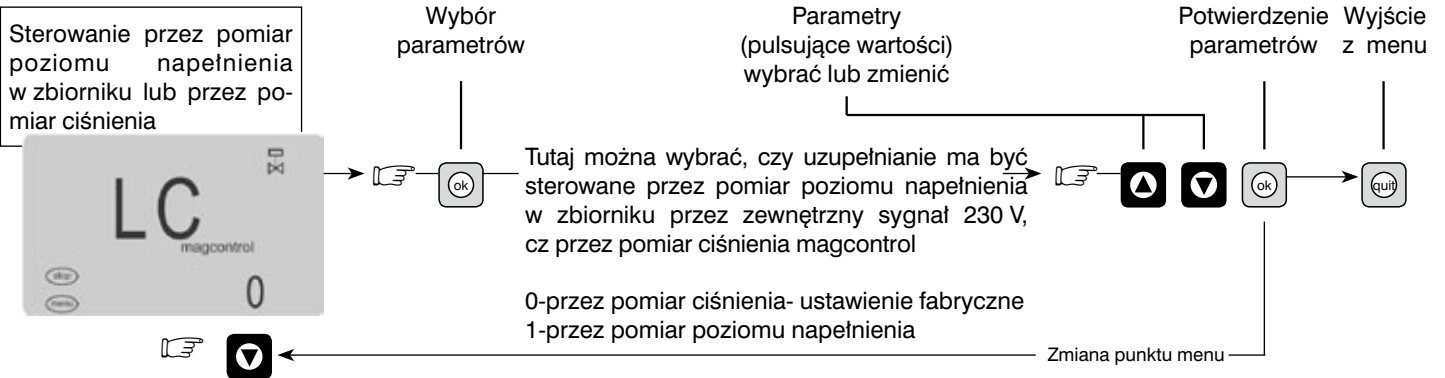 Sterowanie przez pomiar
poziomu napełnienia
w zbiorniku lub przez po-
miar ciśnienia
Wybór
parametrów
Parametry
(pulsujące wartości)
wybrać lub zmienić
Potwierdzenie
parametrów
Wyjście
z menu
LC
magcontrol
stop
menu
0
ok
Tutaj można wybrać, czy uzupełnianie ma być
sterowane przez pomiar poziomu napełnienia
w zbiorniku przez zewnętrzny sygnał 230 V,
cz przez pomiar ciśnienia magcontrol
0-przez pomiar ciśnienia- ustawienie fabryczne
1-przez pomiar poziomu napełnienia
ok
quit
Zmiana punktu menu